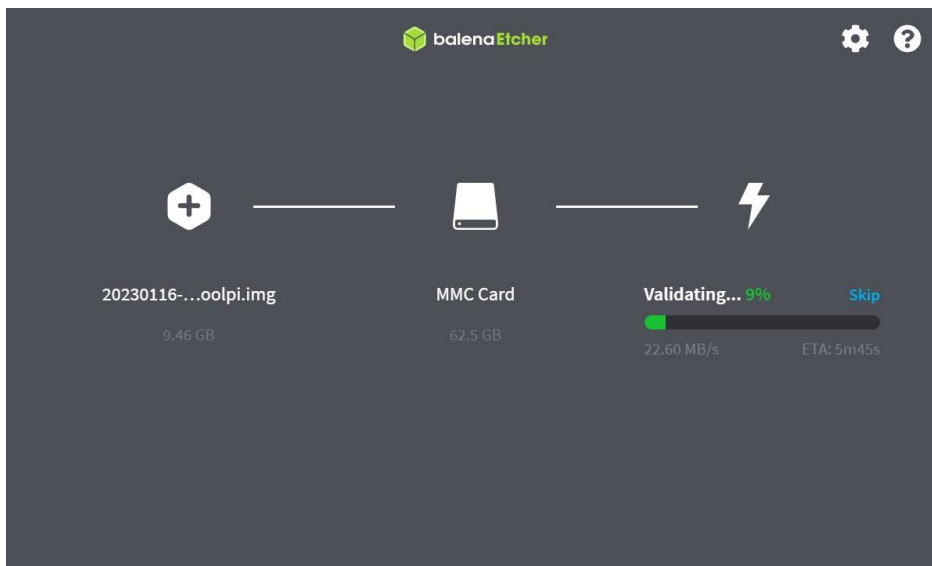 balenaEtcher
20230116-...oolpi.img
9.46 GB
MMC Card
62.5 GB
Validating... 9% Skip
22.60 MB/s ETA: 5m45s